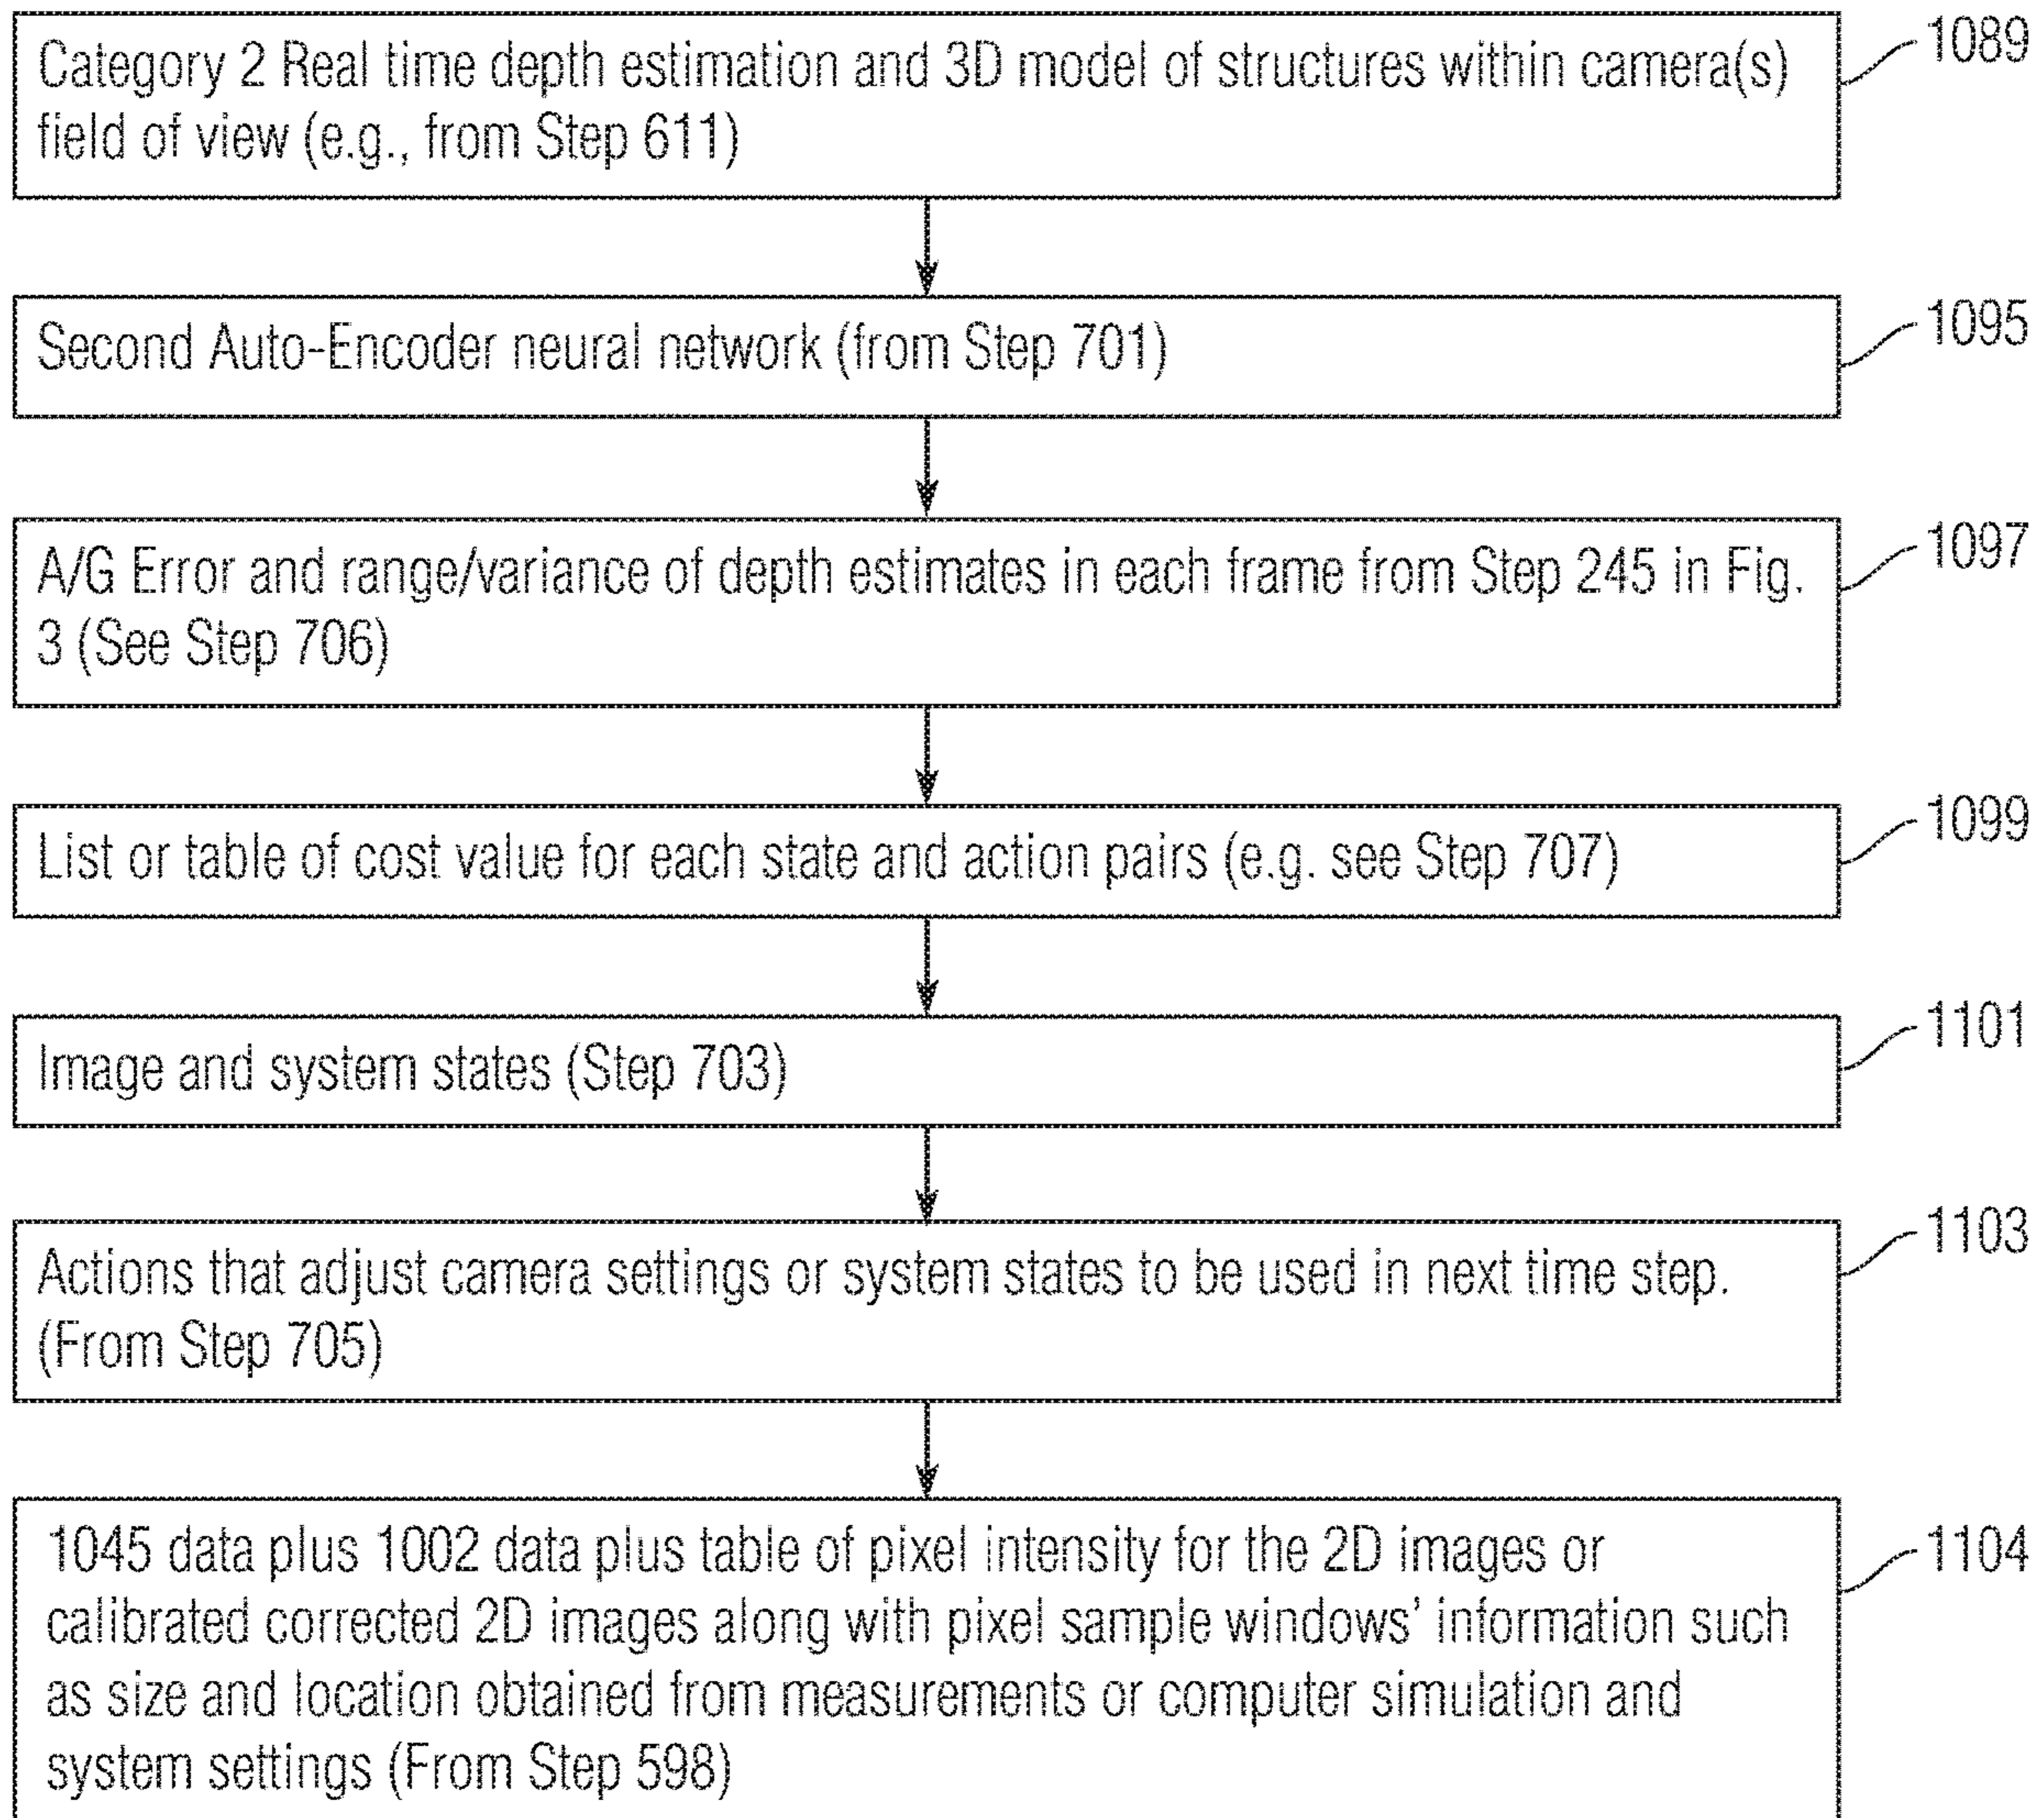 Category 2 Real time depth estimation and 3D model of structures within camera(s)
field of view (e.g., from Step 611)
1089
Second Auto-Encoder neural network (from Step 701)
1095
A/G Error and range/variance of depth estimates in each frame from Step 245 in Fig.
3 (See Step 706)
1097
List or table of cost value for each state and action pairs (e.g. see Step 707)
1099
Image and system states (Step 703)
1101
Actions that adjust camera settings or system states to be used in next time step.
(From Step 705)
1103
1045 data plus 1002 data plus table of pixel intensity for the 2D images or
calibrated corrected 2D images along with pixel sample windows' information such
as size and location obtained from measurements or computer simulation and
system settings (From Step 598)
1104